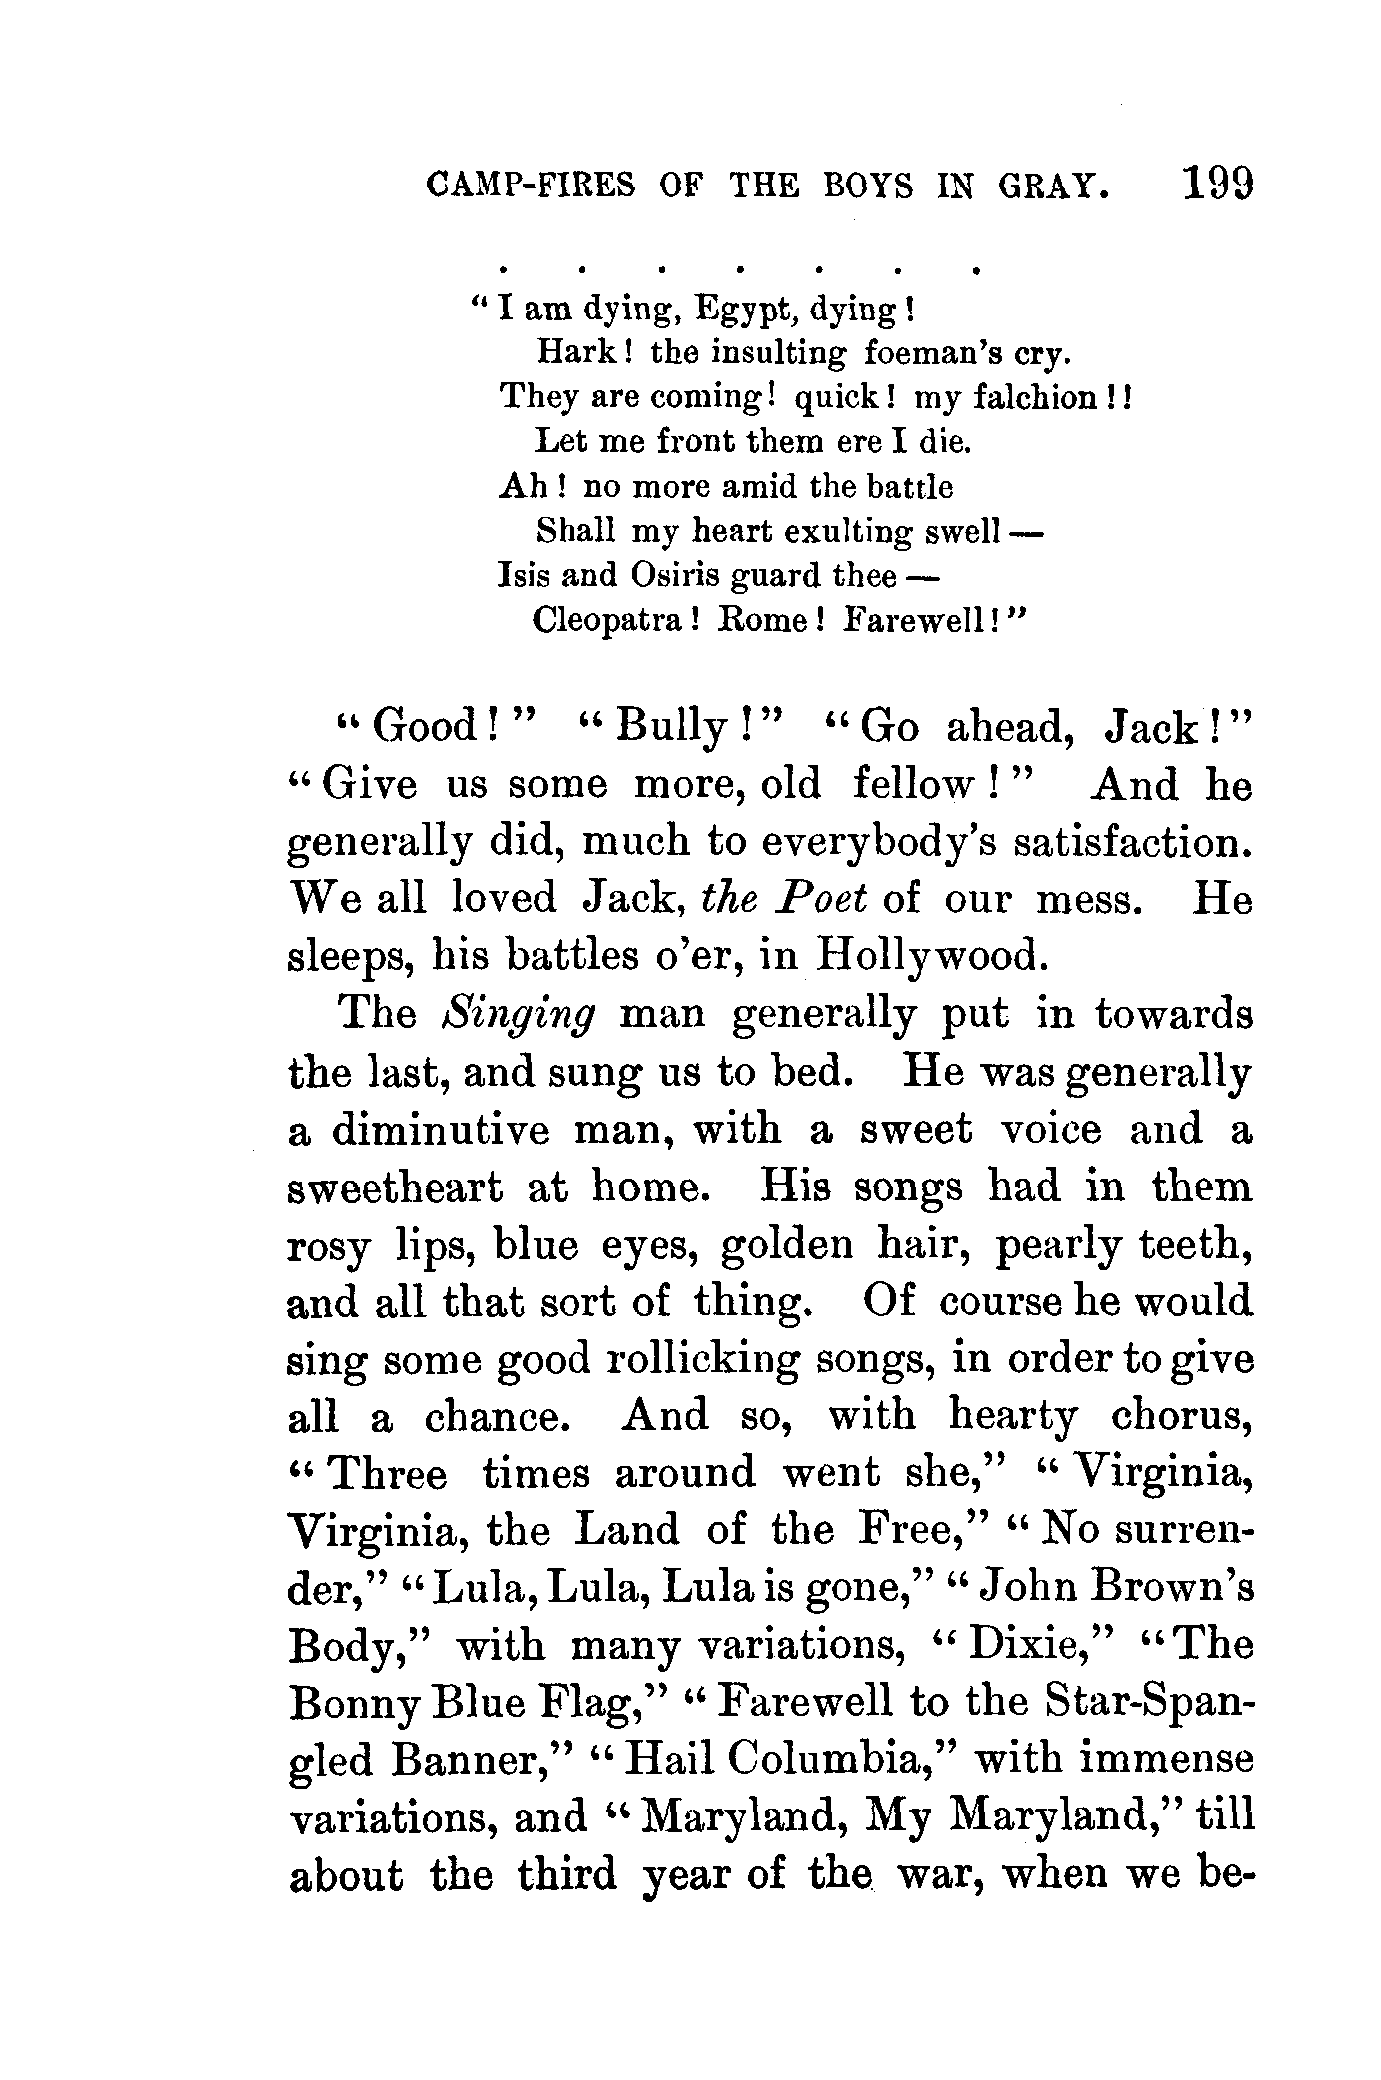 CAMP-FIRES OF THE BOYS IN GRAY. 199
. . . . . . .
“I am dying, Egypt, dying!
Hark! the insulting foeman’s cry.
They are coming! quick! my falchion!!
Let me front them ere I die.
Ah! no more amid the battle
Shall my heart exulting swell—
Isis and Osiris guard thee—
Cleopatra! Rome! Farewell!”
“Good!” “Bully!” “Go ahead, Jack!”
“Give us some more, old fellow!” And he
generally did, much to everybody’s satisfaction.
We all loved Jack, the Poet of our mess. He
sleeps, his battles o’er, in Hollywood.
The Singing man generally put in towards
the last, and sung us to bed. He was generally
a diminutive man, with a sweet voice and a
sweetheart at home. His songs had in them
rosy lips, blue eyes, golden hair, pearly teeth,
and all that sort of thing. Of course he would
sing some good rollicking songs, in order to give
all a chance. And so, with hearty chorus,
“Three times around went she,” “Virginia,
Virginia, the Land of the Free,” “No surren-
der,” “Lula, Lula, Lula is gone,” “John Brown’s
Body,” with many variations, “Dixie,” “The
Bonny Blue Flag,” “Farewell to the Star-Span-
gled Banner,” “Hail Columbia,” with immense
variations, and “Maryland, My Maryland,” till
about the third year of the war, when we be-